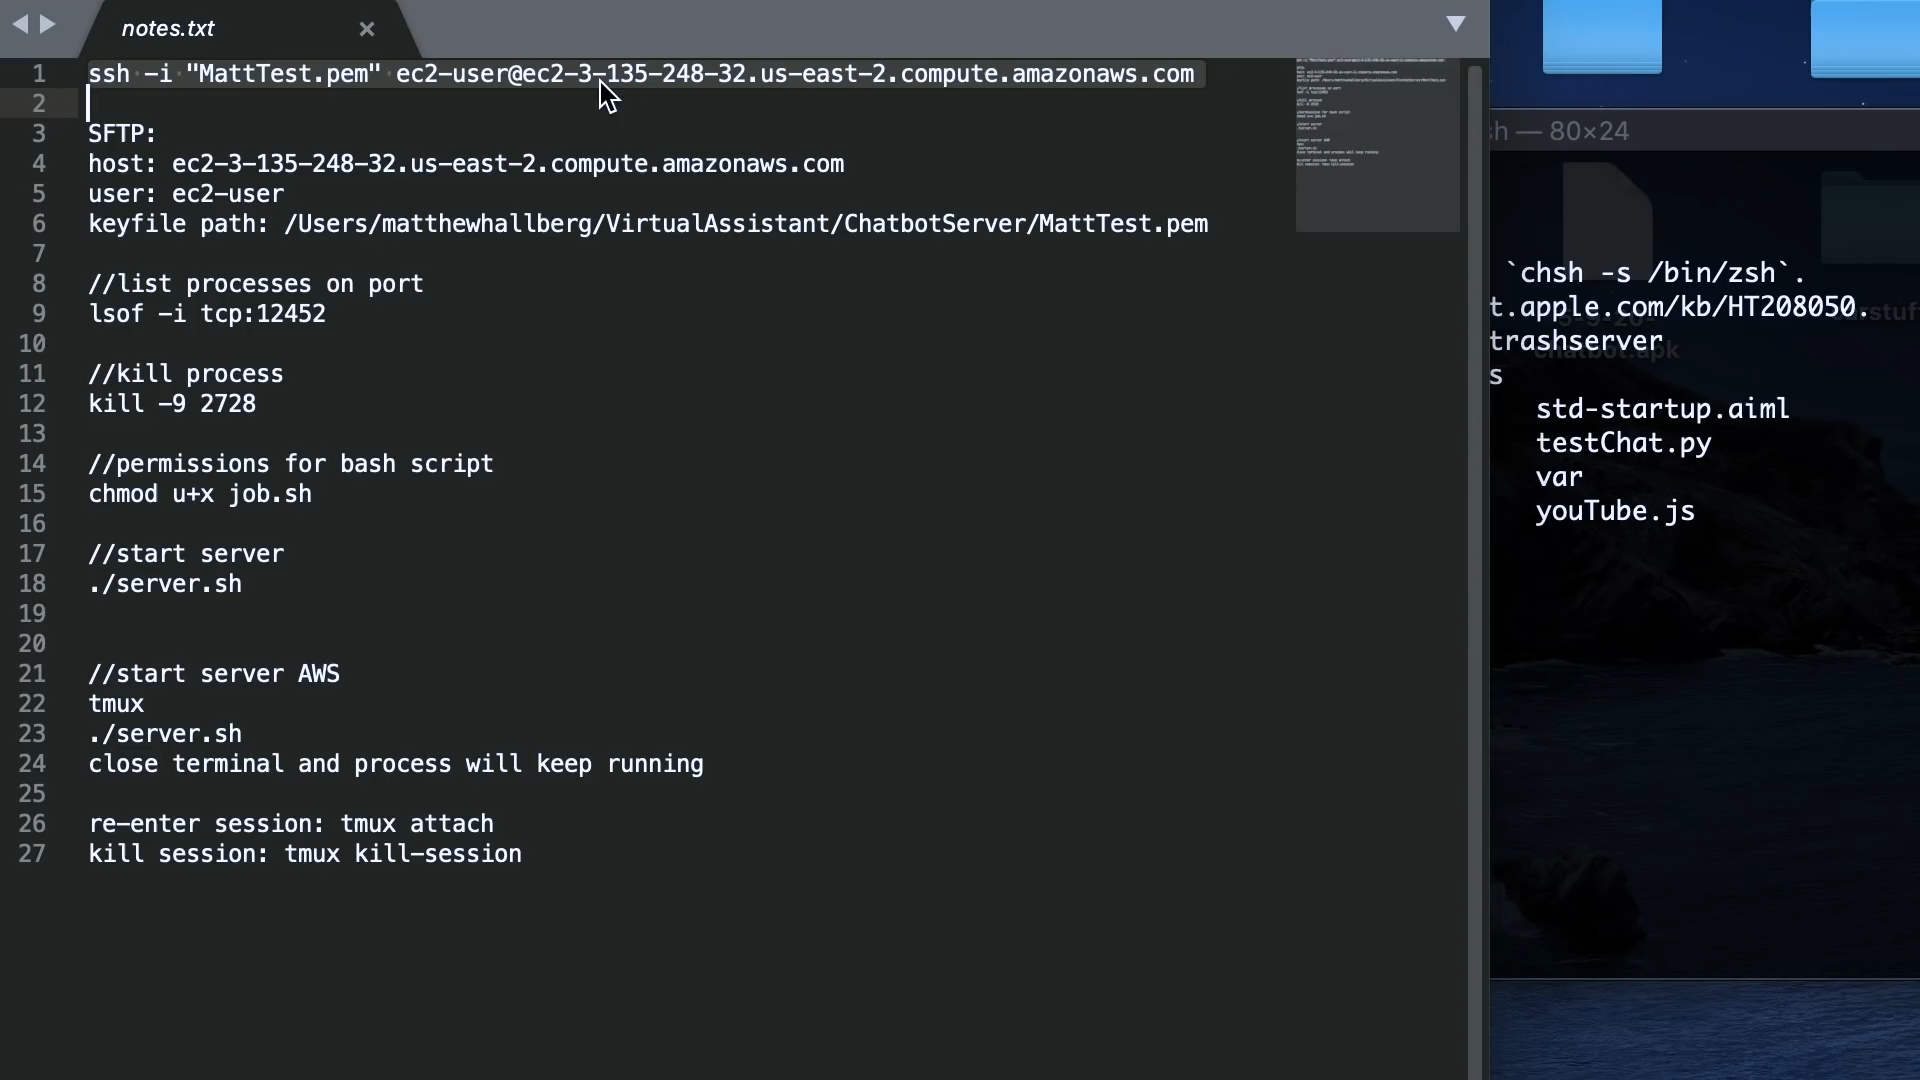 notes.txt
1 ssh -i "MattTest.pem" ec2-user@ec2-3-135-248-32.us-east-2.compute.amazonaws.com
2
3 SFTP:
4 host: ec2-3-135-248-32.us-east-2.compute.amazonaws.com
5 user: ec2-user
6 keyfile path: /Users/matthewhallberg/VirtualAssistant/ChatbotServer/MattTest.pem
7
8 //list processes on port
9 lsof -i tcp:12452
10
11 //kill process
12 kill -9 2728
13
14 //permissions for bash script
15 chmod u+x job.sh
16
17 //start server
18 ./server.sh
19
20
21 //start server AWS
22 tmux
23 ./server.sh
24 close terminal and process will keep running
25
26 re-enter session: tmux attach
27 kill session: tmux kill-session
sh — 80×24
`chsh -s /bin/zsh`.
t.apple.com/kb/HT208050.
trashserver
chatbot.apk
s
std-startup.aiml
testChat.py
var
youTube.js